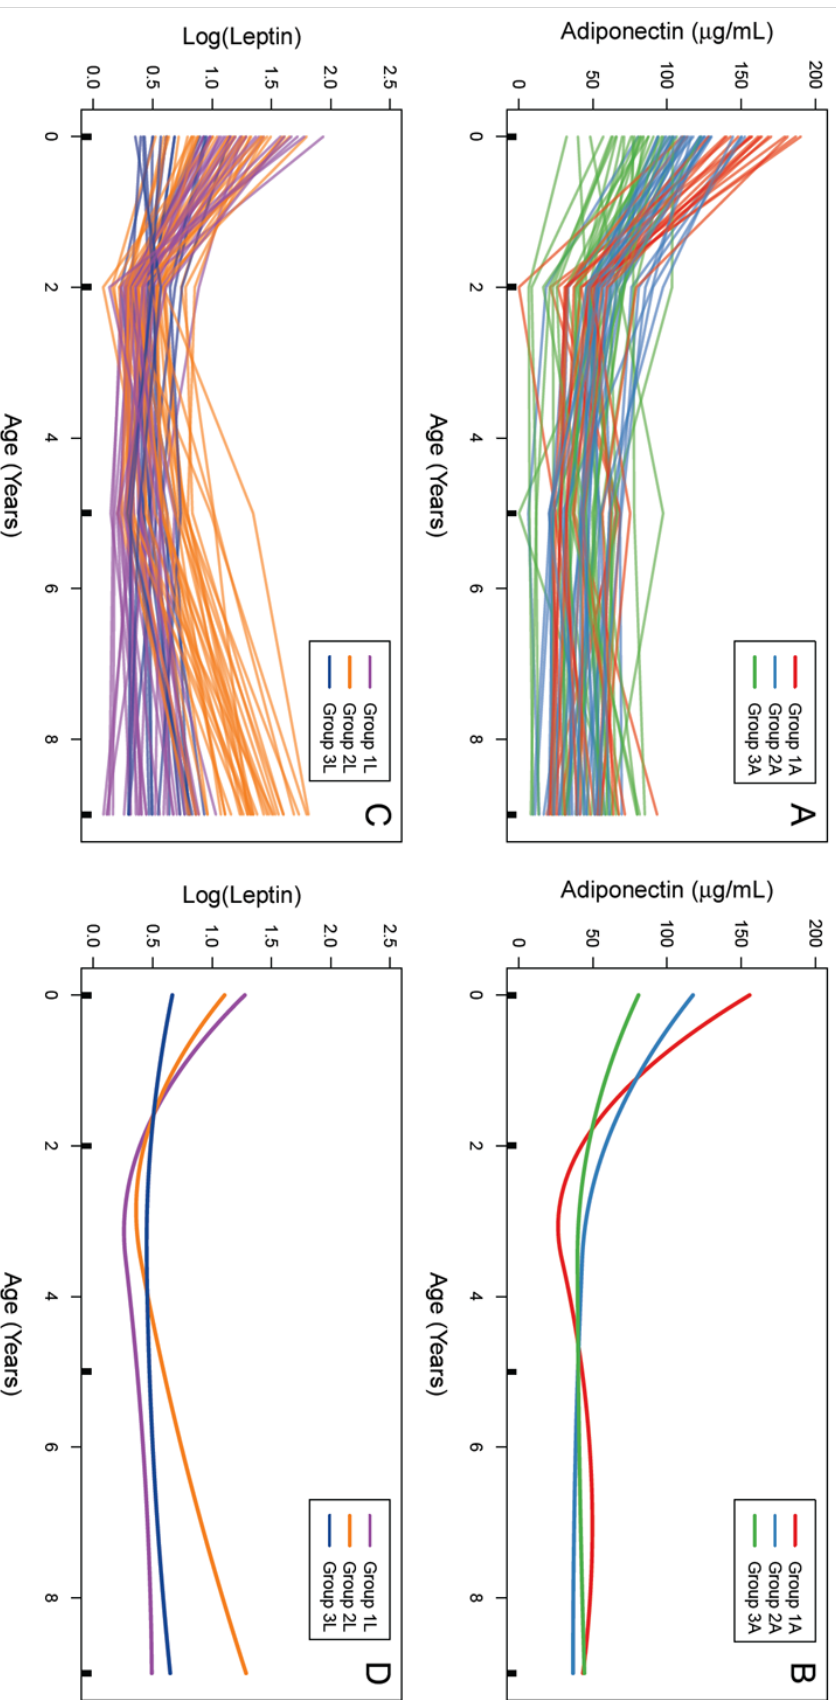 A
Adiponectin (μg/mL)
200
150
100
50
0
0
2
4
6
8
Age (Years)
Group 1A
Group 2A
Group 3A
B
Adiponectin (μg/mL)
200
150
100
50
0
0
2
4
6
8
Age (Years)
Group 1A
Group 2A
Group 3A
C
Log(Leptin)
2.5
2.0
1.5
1.0
0.5
0.0
0
2
4
6
8
Age (Years)
Group 1L
Group 2L
Group 3L
D
Log(Leptin)
2.5
2.0
1.5
1.0
0.5
0.0
0
2
4
6
8
Age (Years)
Group 1L
Group 2L
Group 3L